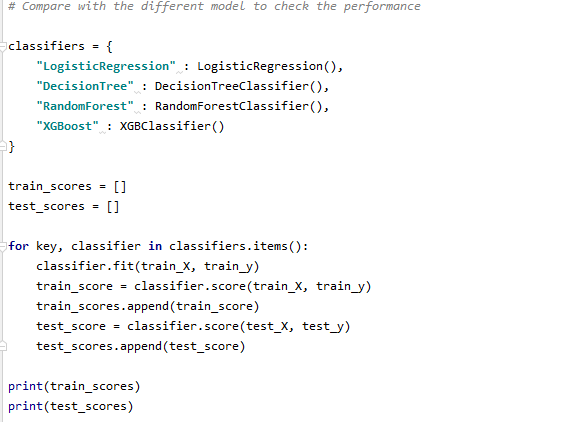 # Compare with the different model to check the performance
classifiers = {
    "LogisticRegression" : LogisticRegression(),
    "DecisionTree" : DecisionTreeClassifier(),
    "RandomForest" : RandomForestClassifier(),
    "XGBoost" : XGBClassifier()
}
train_scores = []
test_scores = []
for key, classifier in classifiers.items():
    classifier.fit(train_X, train_y)
    train_score = classifier.score(train_X, train_y)
    train_scores.append(train_score)
    test_score = classifier.score(test_X, test_y)
    test_scores.append(test_score)
print(train_scores)
print(test_scores)